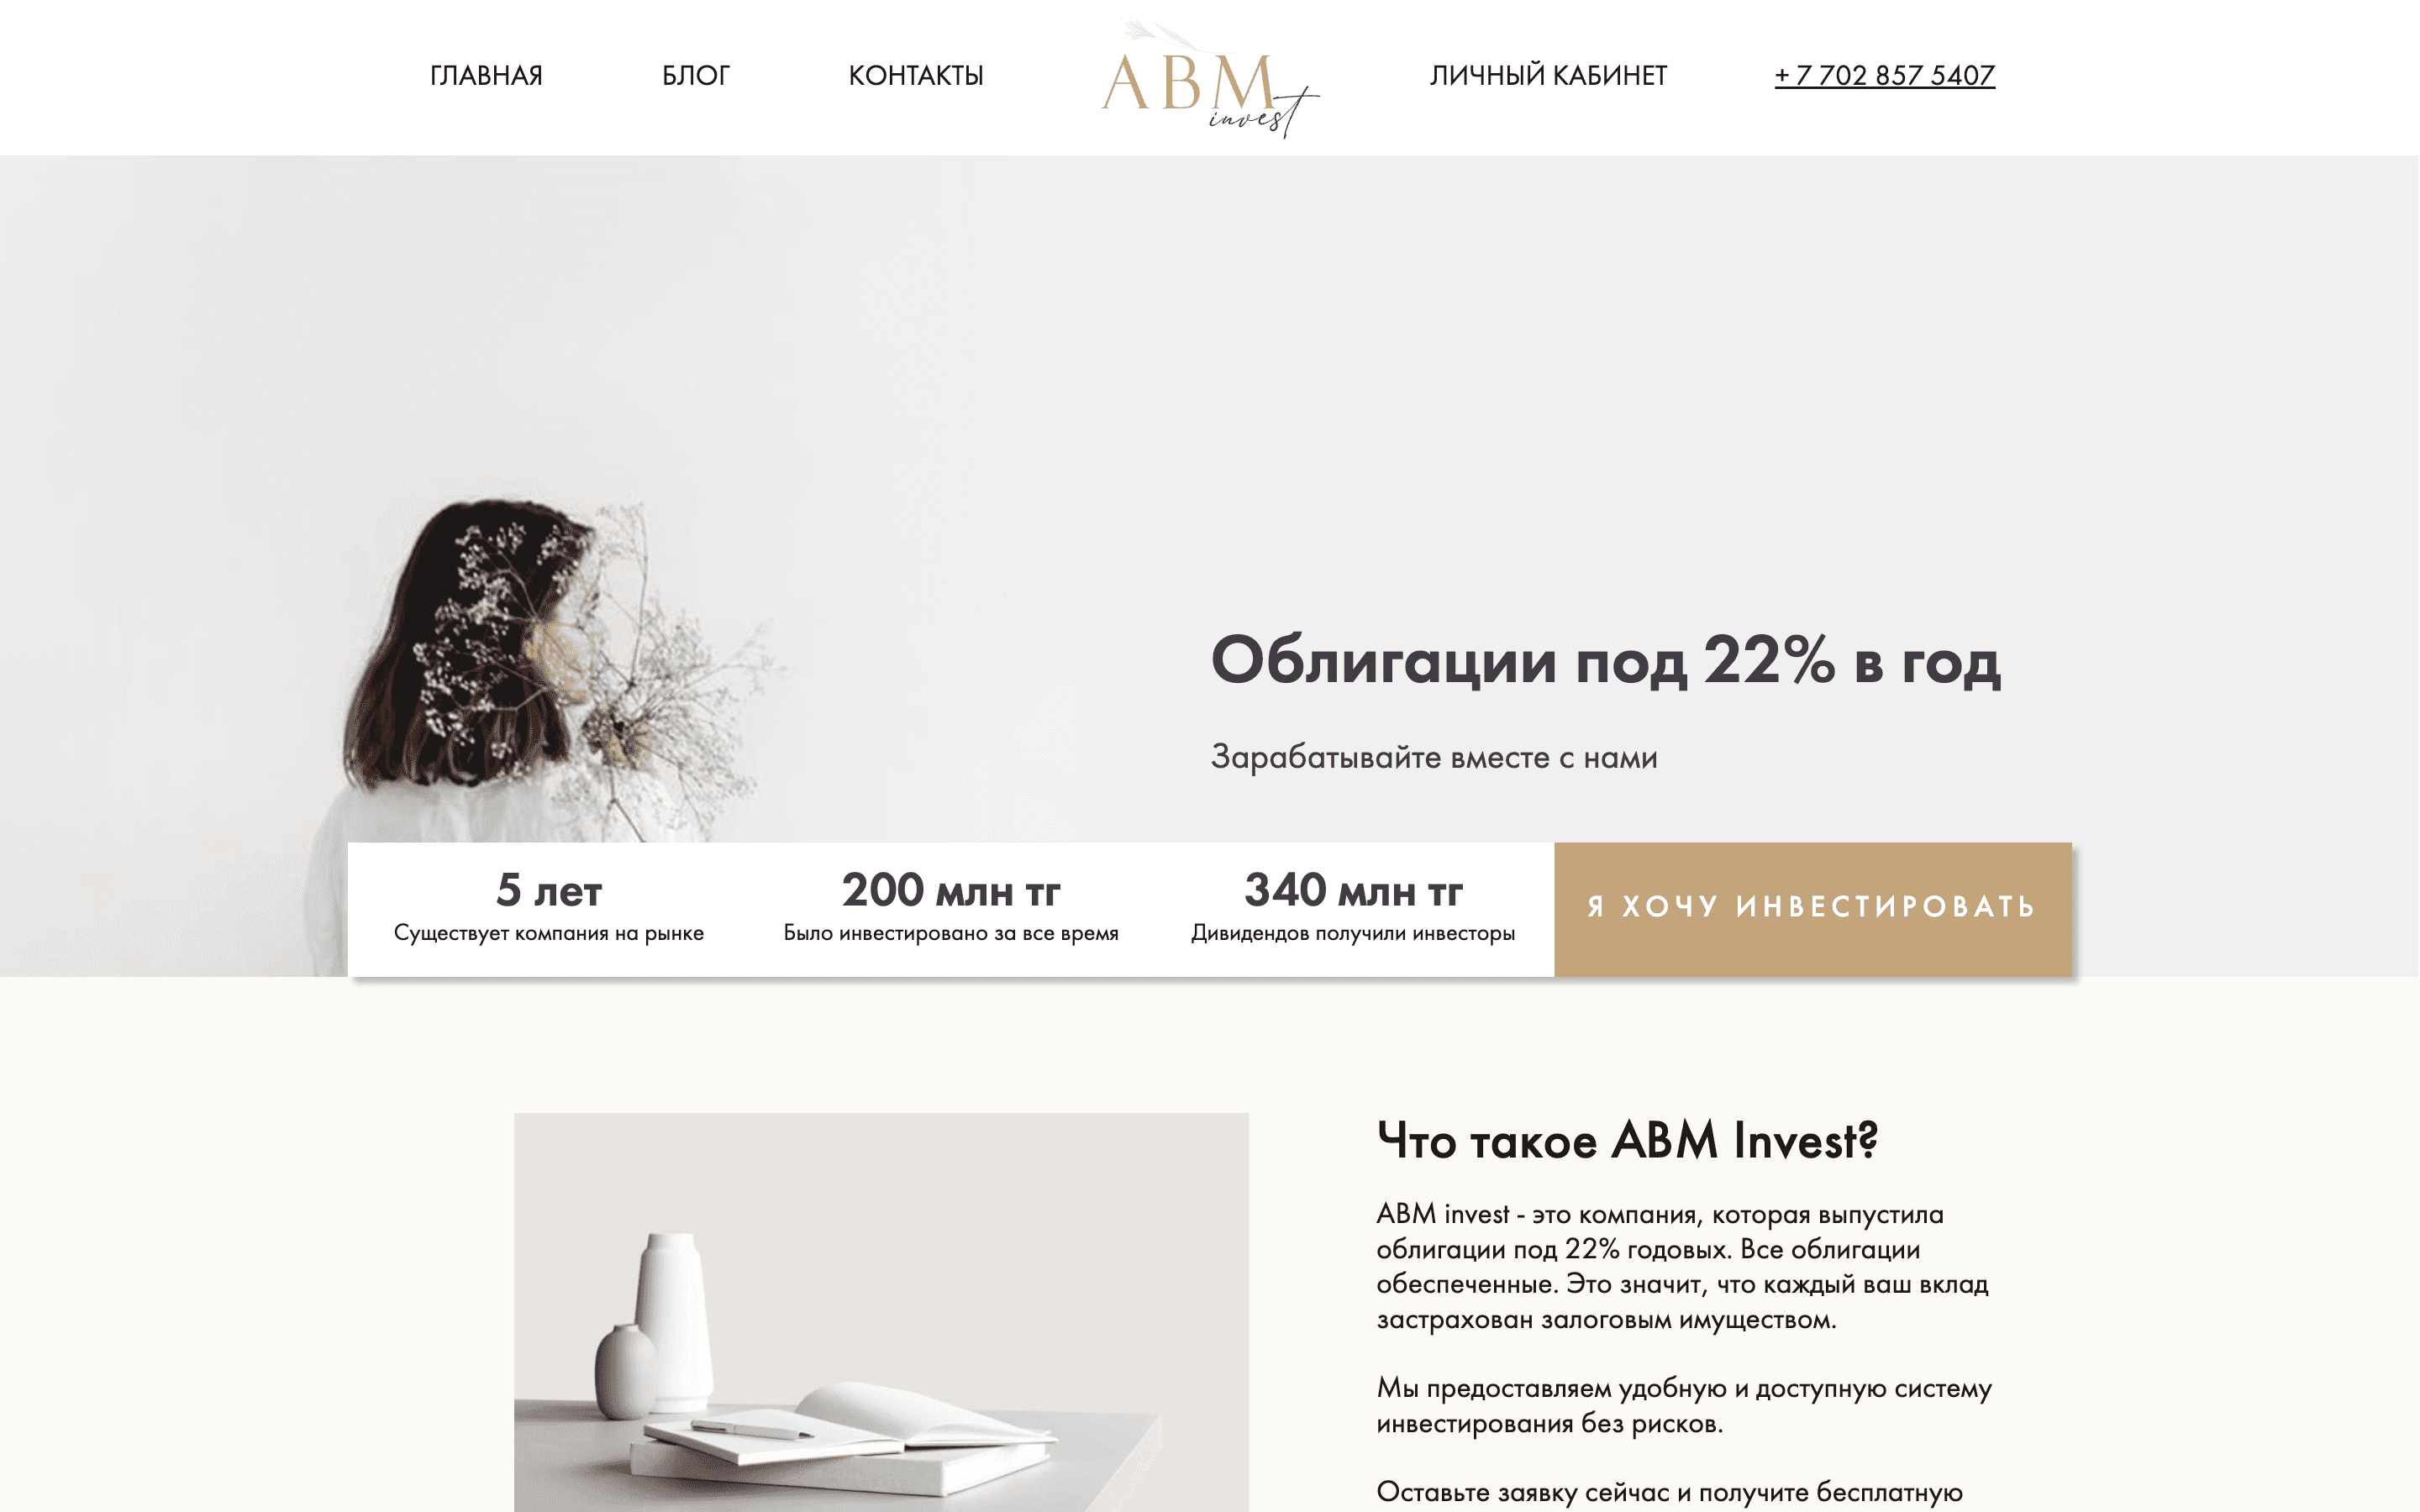 ГЛАВНАЯ
БЛОГ
КОНТАКТЫ
ABM
invest
ЛИЧНЫЙ КАБИНЕТ
+ 7 702 857 5407
Облигации под 22% в год
Зарабатывайте вместе с нами
5 лет
Существует компания на рынке
200 млн тг
Было инвестировано за все время
340 млн тг
Дивидендов получили инвесторы
Я ХОЧУ ИНВЕСТИРОВАТЬ
Что такое ABM Invest?
ABM invest - это компания, которая выпустила
облигации под 22% годовых. Все облигации
обеспеченные. Это значит, что каждый ваш вклад
застрахован залоговым имуществом.
Мы предоставляем удобную и доступную систему
инвестирования без рисков.
Оставьте заявку сейчас и получите бесплатную